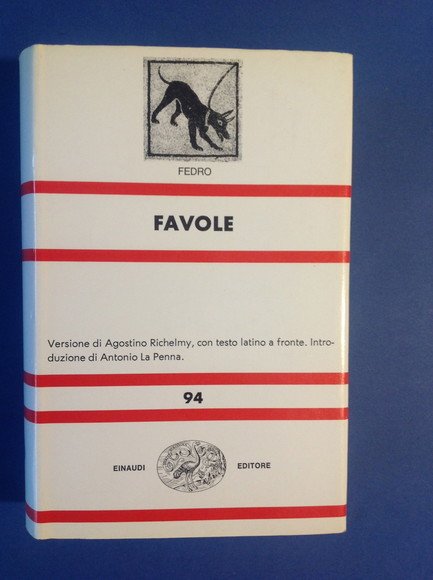 FEDRO
FAVOLE
Versione di Agostino Richelmy, con testo latino a fronte. Intro-
duzione di Antonio La Penna.
94
EINAUDI EDITORE